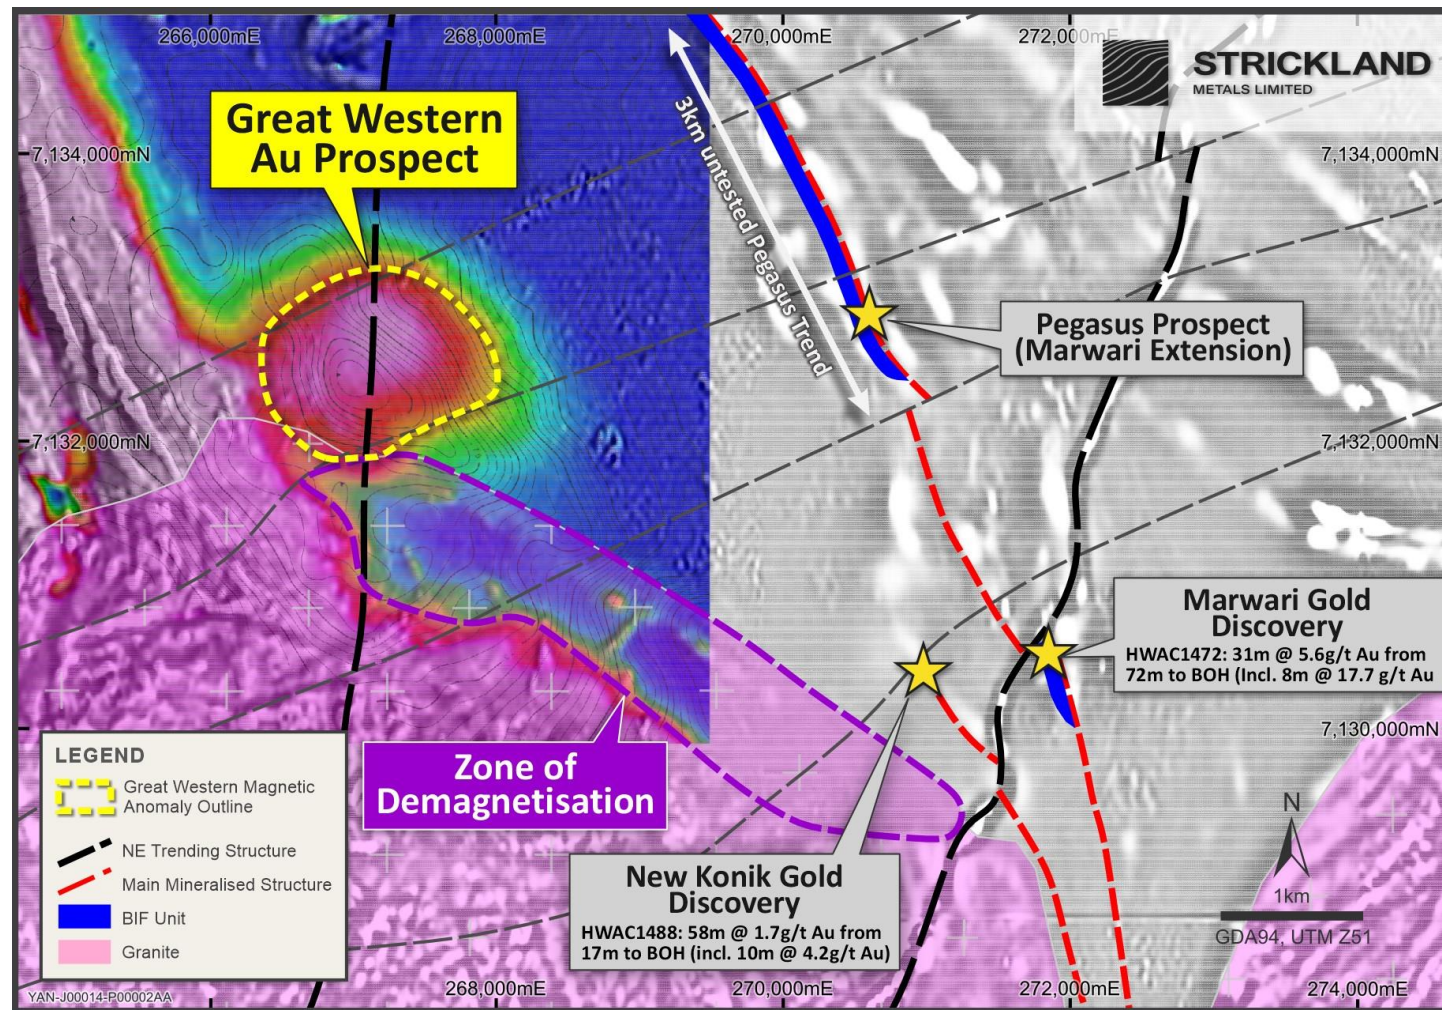 266,000mE
268,000mE
270,000mE
272,000mE
STRICKLAND
METALS LIMITED
Great Western
Au Prospect
7,134,000mN
7,134,000mN
3km untested Pegasus Trend
Pegasus Prospect
(Marwari Extension)
7,132,000mN
7,132,000mN
Marwari Gold
Discovery
HWAC1472: 31m @ 5.6g/t Au from
72m to BOH (Incl. 8m @ 17.7 g/t Au
7,130,000mN
Zone of
Demagnetisation
New Konik Gold
Discovery
HWAC1488: 58m @ 1.7g/t Au from
17m to BOH (incl. 10m @ 4.2g/t Au)
LEGEND
Great Western Magnetic
Anomaly Outline
NE Trending Structure
Main Mineralised Structure
BIF Unit
Granite
N
1km
GDA94, UTM Z51
YAN-J00014-P00002AA
268,000mE
270,000mE
272,000mE
274,000mE